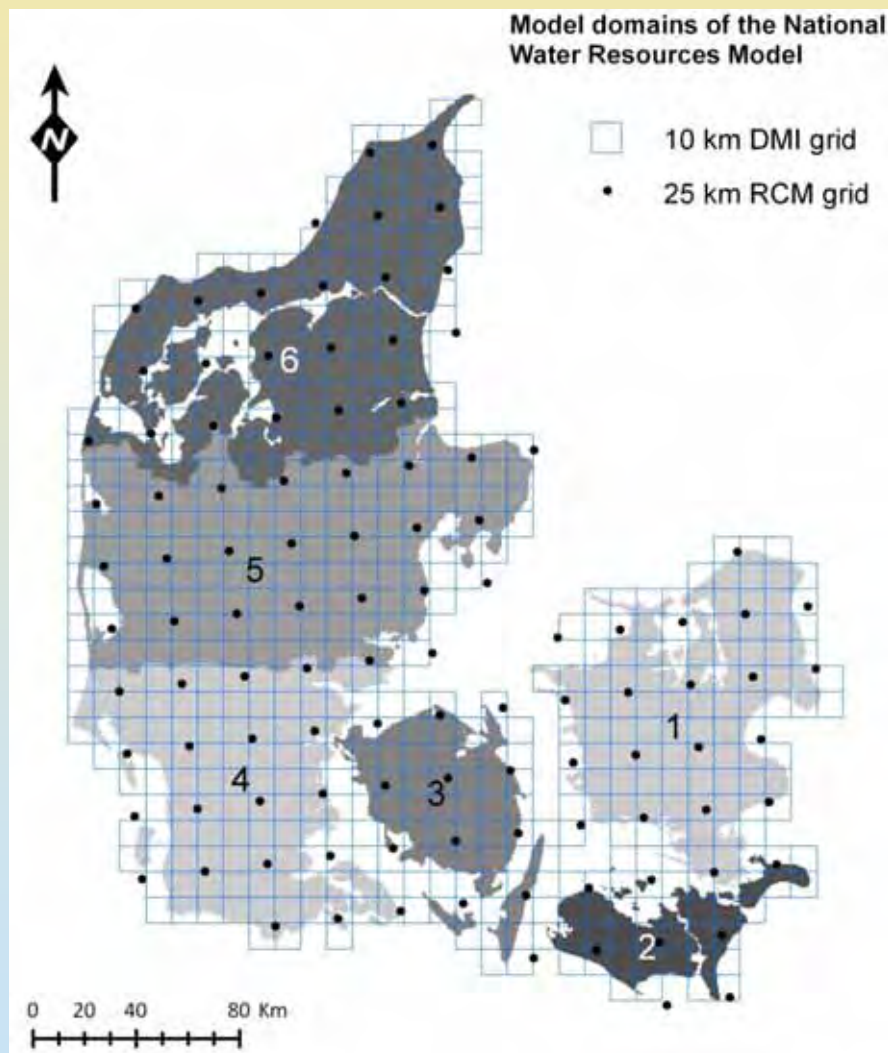 Model domains of the National
Water Resources Model
N
10 km DMI grid
25 km RCM grid
6
5
1
4
3
2
0 20 40 80 Km